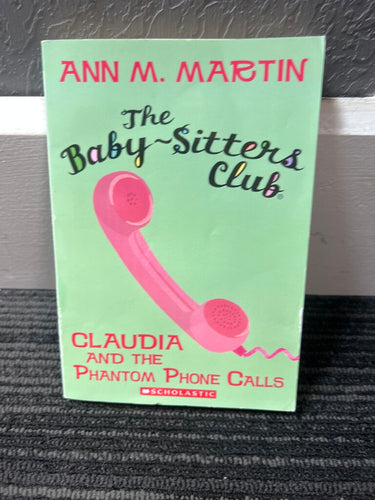 ANN M. MARTIN
The
Baby-Sitters
Club®
CLAUDIA
AND THE
PHANTOM PHONE CALLS
SCHOLASTIC